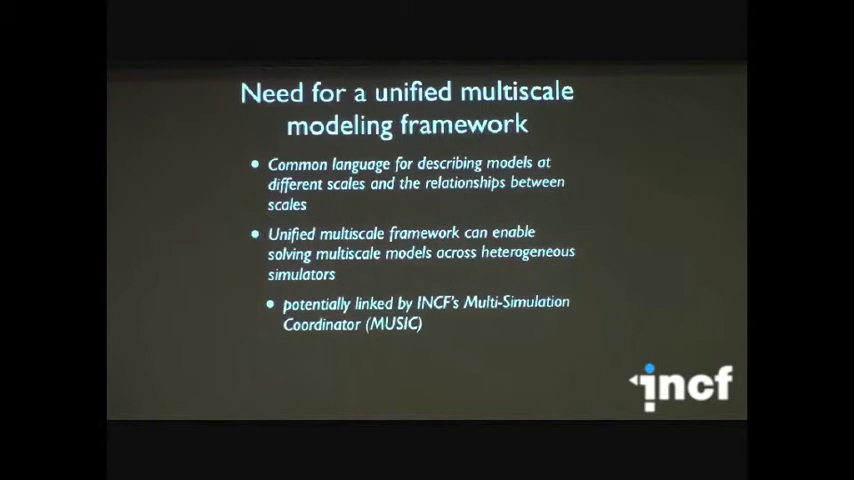 Need for a unified multiscale
modeling framework
• Common language for describing models at
different scales and the relationships between
scales
• Unified multiscale framework can enable
solving multiscale models across heterogeneous
simulators
• potentially linked by INCF's Multi-Simulation
Coordinator (MUSIC)
incf